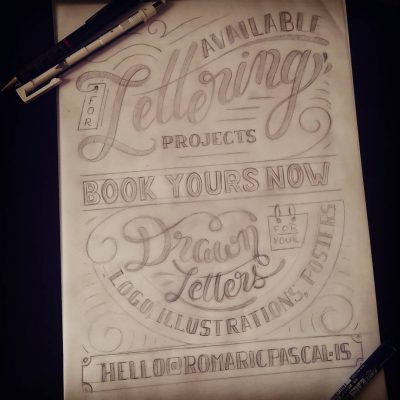 AVAILABLE
FOR
Lettering
PROJECTS
BOOK YOURS NOW
Drawn
Letters
FOR
YOUR
LOGO, ILLUSTRATIONS, POSTERS
HELLO@ROMARICPASCAL.IS